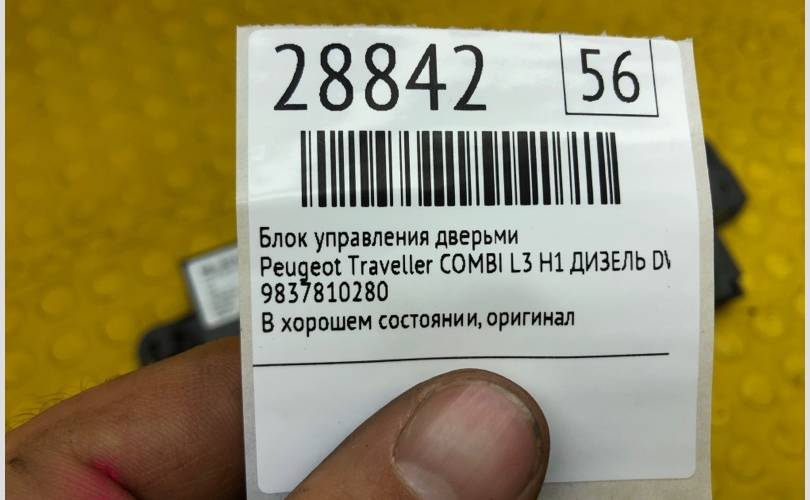 28842
56
Блок управления дверьми
Peugeot Traveller COMBI L3 H1 ДИЗЕЛЬ
9837810280
В хорошем состоянии, оригинал